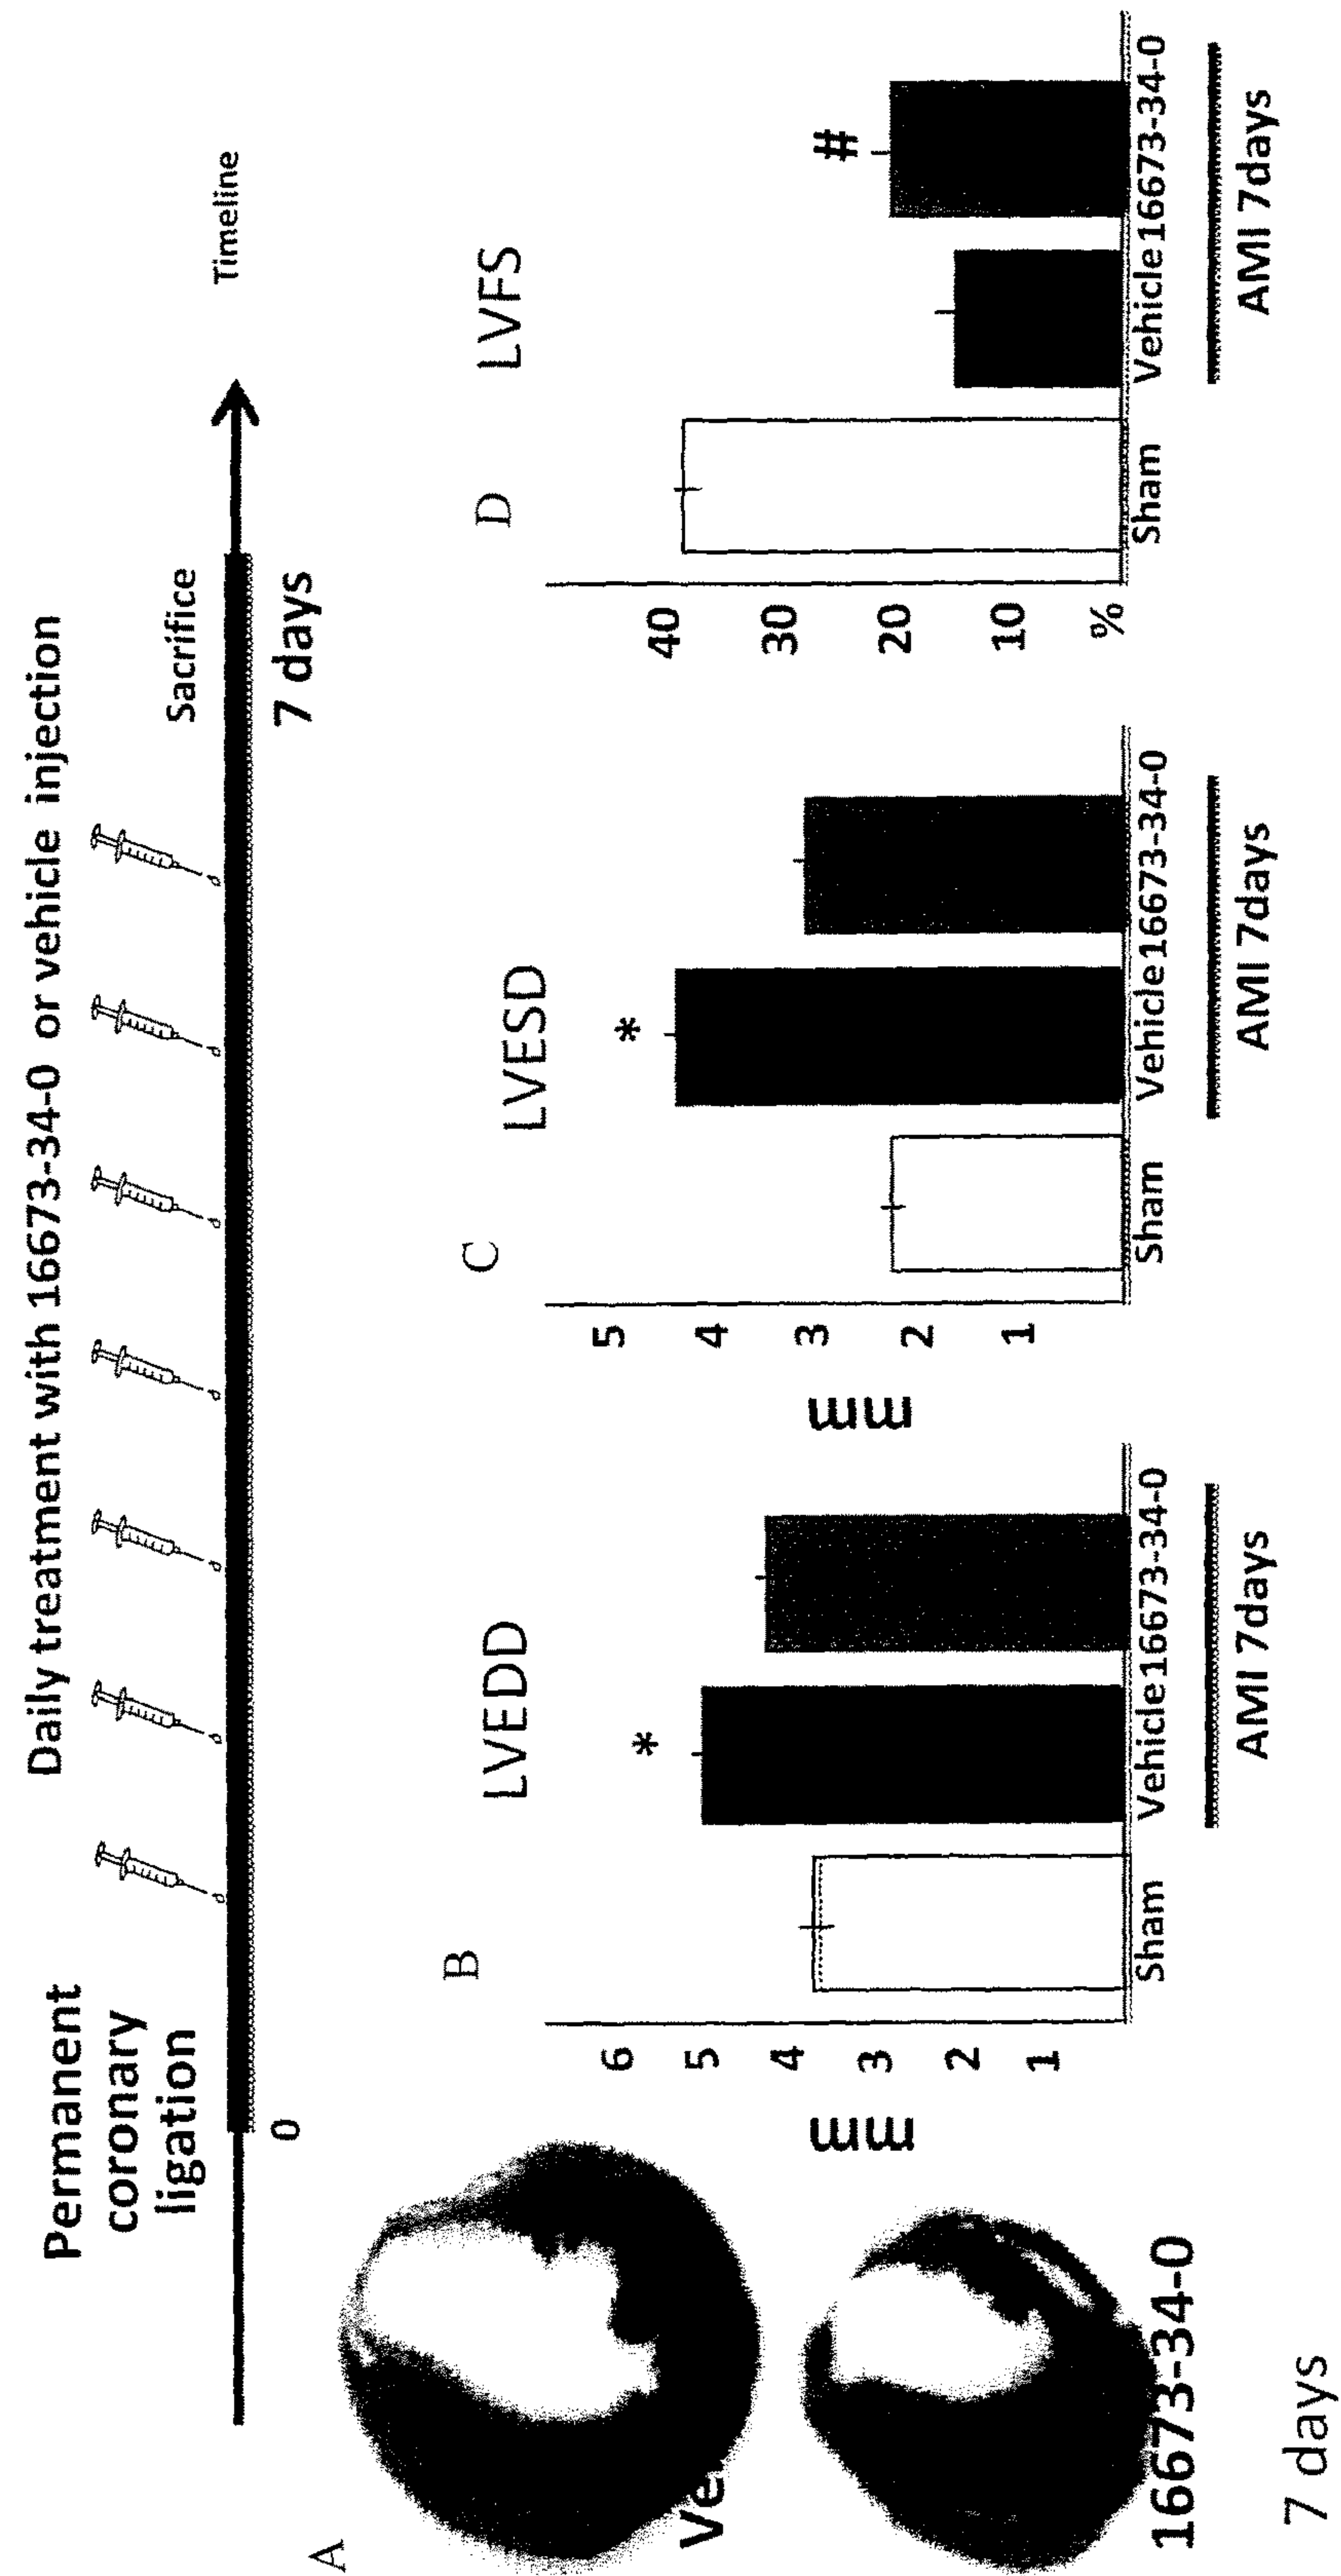 Daily treatment with 16673-34-0 or vehicle injection
Permanent
coronary
ligation
Sacrifice
Timeline
0
7 days
A
16673-34-0
7 days
B
LVEDD
mm
6
5
4
3
2
1
*
Sham
Vehicle
16673-34-0
AMI 7days
C
LVESD
mm
5
4
3
2
1
*
Sham
Vehicle
16673-34-0
AMI 7days
D
LVFS
40
30
20
10
%
#
Sham
Vehicle
16673-34-0
AMI 7days